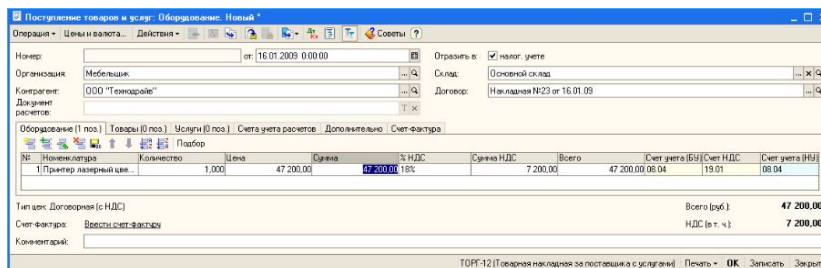 Поступление товаров и услуг: Оборудование. Новый *
Операция Цены и валюта... Действия Советы ?
Номер: от: 16.01.2009 0:00:00 Отразить в: налог. учете
Организация: Мебельщик Склад: Основной склад
Контрагент: ООО "Технодрайв" Договор: Накладная №23 от 16.01.09
Документ
расчетов:
Оборудование (1 поз.) Товары (0 поз.) Услуги (0 поз.) Счета учета расчетов Дополнительно Счет-фактура
Подбор
№ Номенклатура Количество Цена Сумма % НДС Сумма НДС Всего Счет учета (БУ) Счет НДС Счет учета (НУ)
1 Принтер лазерный цве... 1,000 47 200,00 47 200,00 18% 7 200,00 47 200,00 08.04 19.01 08.04
Тип цен: Договорная (с НДС) Всего (руб.): 47 200,00
Счет-фактура: Ввести счет-фактуру НДС (в т. ч.): 7 200,00
Комментарий:
ТОРГ-12 (Товарная накладная за поставщика с услугами) Печать OK Записать Закрыт